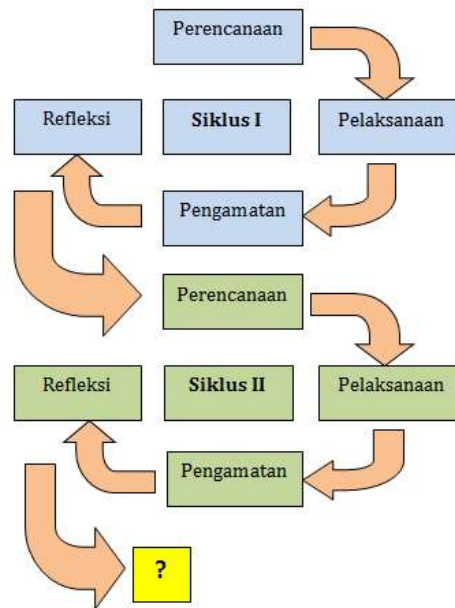 Perencanaan
Refleksi
Siklus I
Pelaksanaan
Pengamatan
Perencanaan
Refleksi
Siklus II
Pelaksanaan
Pengamatan
?